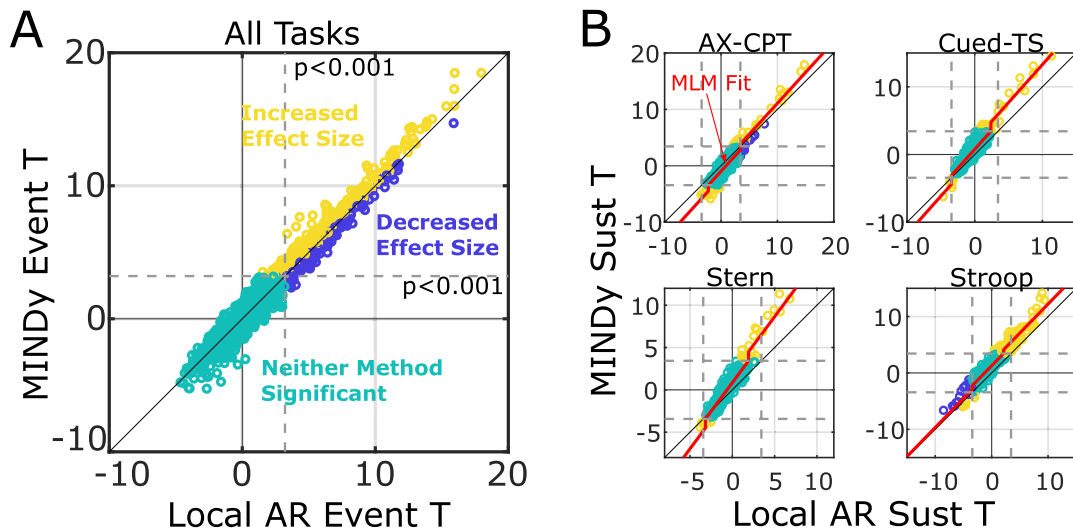 A
All Tasks
p<0.001
Increased
Effect Size
Decreased
Effect Size
p<0.001
Neither Method
Significant
MINDy Event T
20
10
0
-10
-10
0
10
20
Local AR Event T
B
AX-CPT
MLM Fit
20
10
0
-10
-10
0
10
20
Cued-TS
10
0
-10
-10
0
10
Stern
10
5
0
-5
-5
0
5
10
Stroop
10
0
-10
-10
0
10
MINDy Sust T
Local AR Sust T